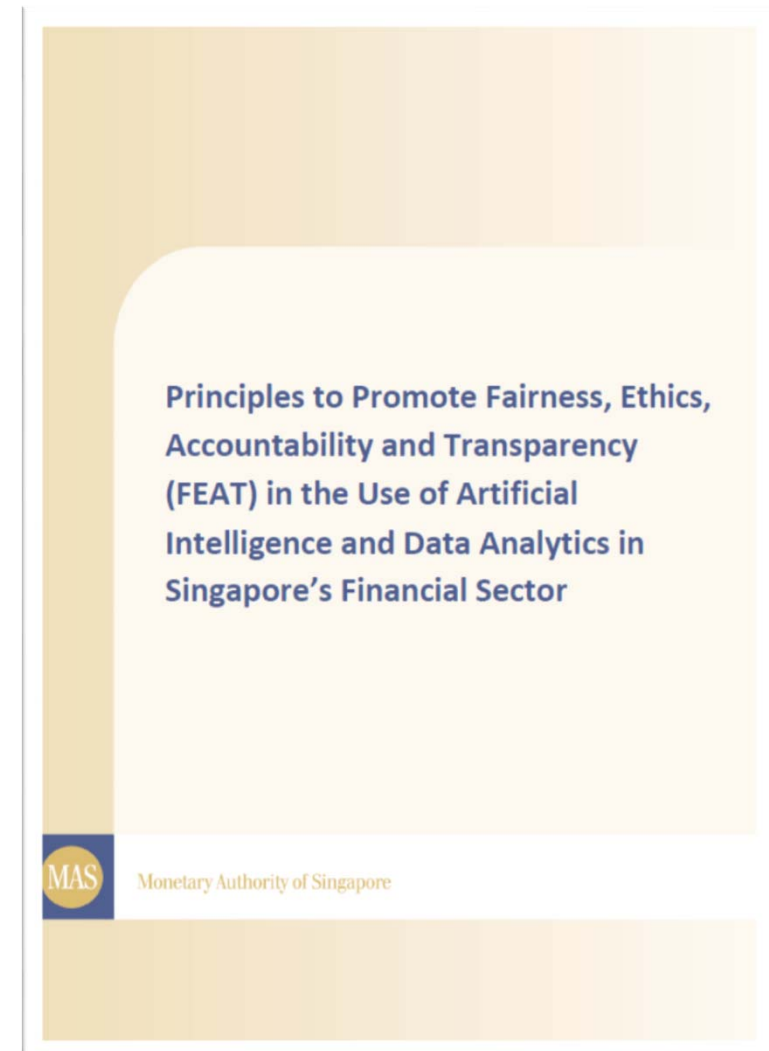 Principles to Promote Fairness, Ethics,
Accountability and Transparency
(FEAT) in the Use of Artificial
Intelligence and Data Analytics in
Singapore's Financial Sector
MAS
Monetary Authority of Singapore